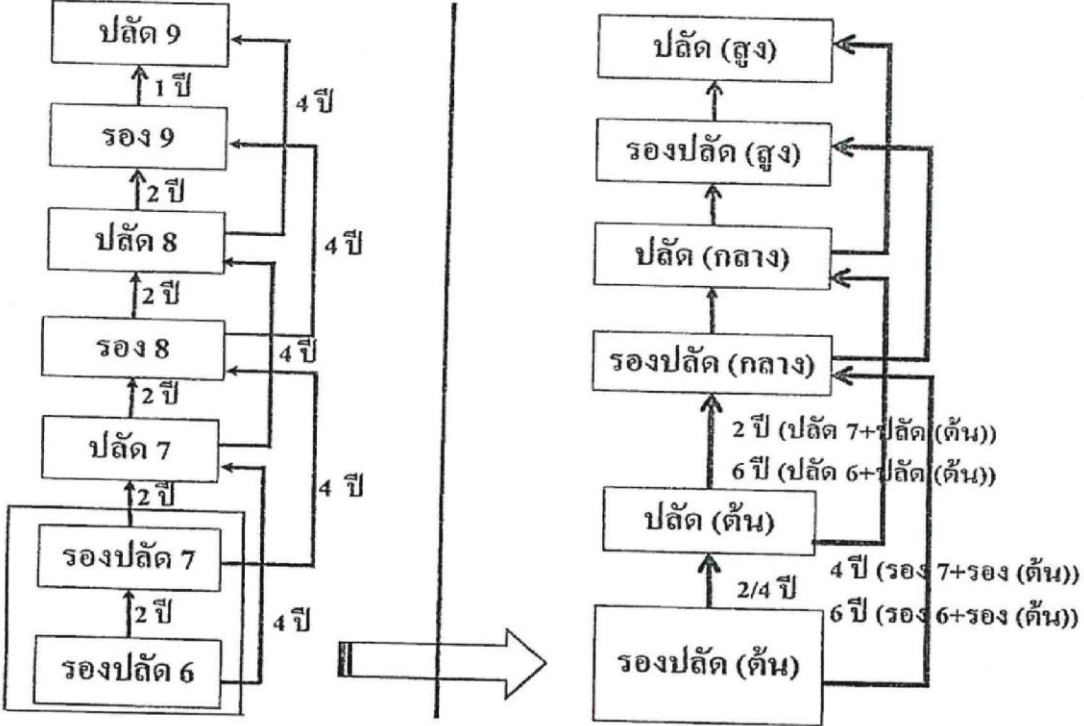 ปลัด 9
1 ปี
4 ปี
รอง 9
2 ปี
ปลัด 8
4 ปี
2 ปี
รอง 8
4 ปี
2 ปี
ปลัด 7
2 ปี
4 ปี
รองปลัด 7
2 ปี
4 ปี
รองปลัด 6
ปลัด (สูง)
รองปลัด (สูง)
ปลัด (กลาง)
รองปลัด (กลาง)
2 ปี (ปลัด 7+ปลัด (ต้น))
6 ปี (ปลัด 6+ปลัด (ต้น))
ปลัด (ต้น)
4 ปี (รอง 7+รอง (ต้น))
2/4 ปี
6 ปี (รอง 6+รอง (ต้น))
รองปลัด (ต้น)